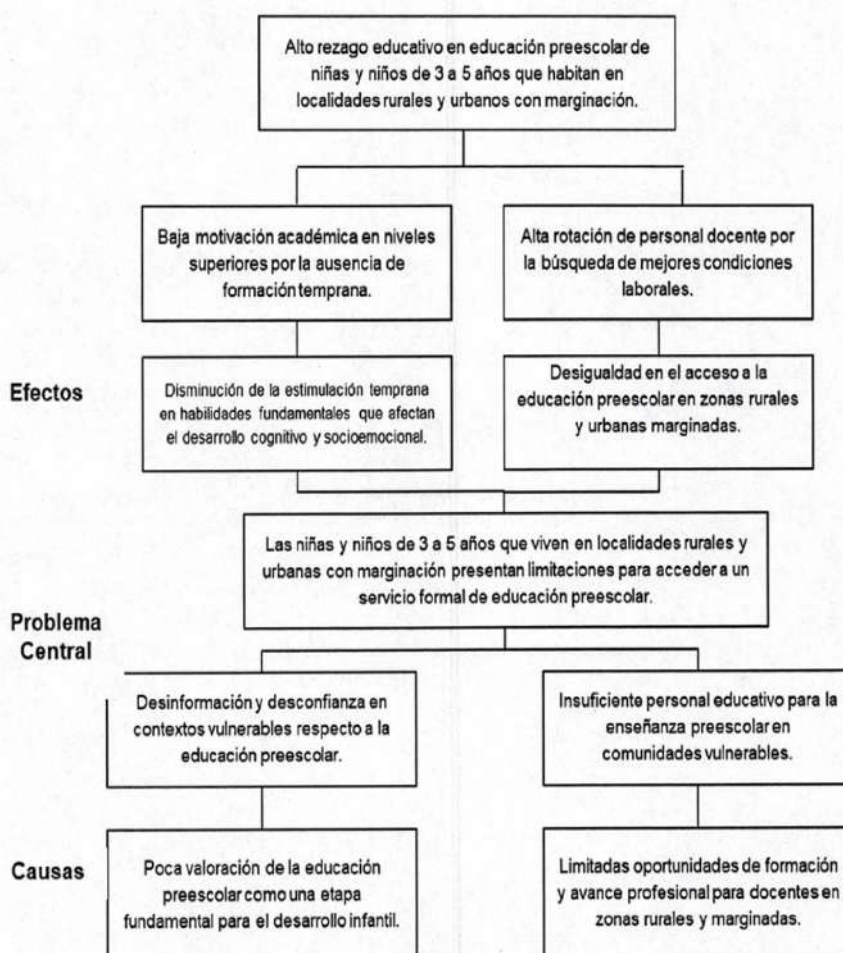 Alto rezago educativo en educación preescolar de
niñas y niños de 3 a 5 años que habitan en
localidades rurales y urbanos con marginación.
Baja motivación académica en niveles
superiores por la ausencia de
formación temprana.
Alta rotación de personal docente por
la búsqueda de mejores condiciones
laborales.
Efectos
Disminución de la estimulación temprana
en habilidades fundamentales que afectan
el desarrollo cognitivo y socioemocional.
Desigualdad en el acceso a la
educación preescolar en zonas rurales
y urbanas marginadas.
Las niñas y niños de 3 a 5 años que viven en localidades rurales y
urbanas con marginación presentan limitaciones para acceder a un
servicio formal de educación preescolar.
Problema
Central
Desinformación y desconfianza en
contextos vulnerables respecto a la
educación preescolar.
Insuficiente personal educativo para la
enseñanza preescolar en
comunidades vulnerables.
Causas
Poca valoración de la educación
preescolar como una etapa
fundamental para el desarrollo infantil.
Limitadas oportunidades de formación
y avance profesional para docentes en
zonas rurales y marginadas.